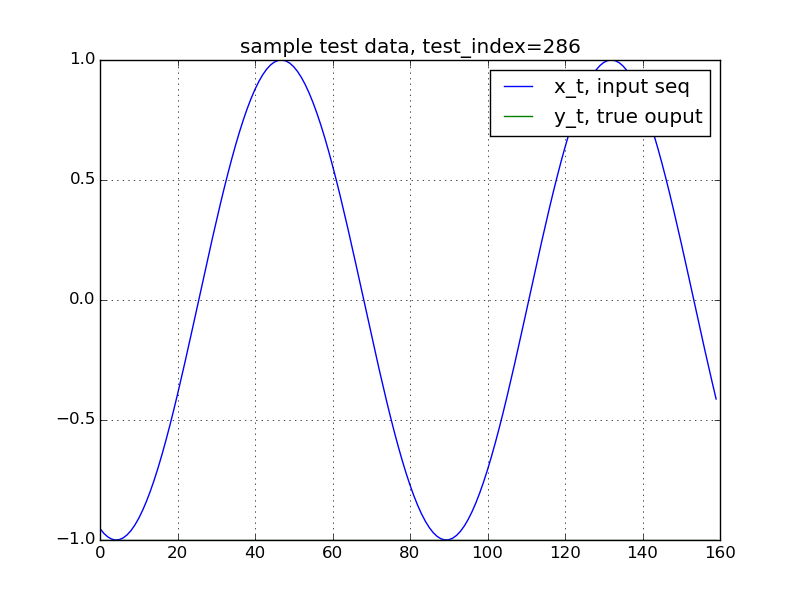 sample test data, test_index=286
x_t, input seq
y_t, true ouput
1.0
0.5
0.0
−0.5
−1.0
0 20 40 60 80 100 120 140 160